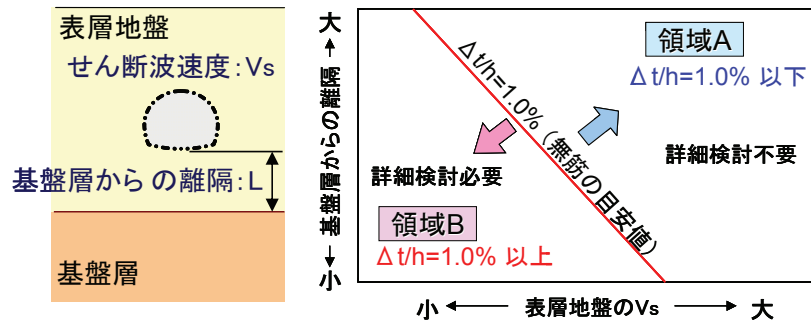 表層地盤
せん断波速度：Vs
基盤層からの離隔：L
基盤層
大
基盤層からの離隔
小
Δt/h=1.0%（無筋の目安値）
領域A
Δt/h=1.0% 以下
詳細検討不要
詳細検討必要
領域B
Δt/h=1.0% 以上
小 表層地盤のVs 大